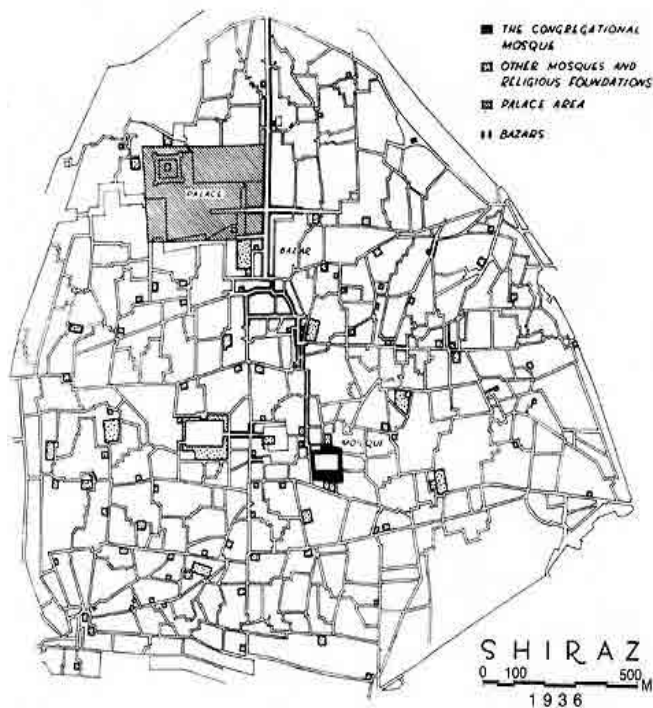 THE CONGREGATIONAL
MOSQUE
OTHER MOSQUES AND
RELIGIOUS FOUNDATIONS
PALACE AREA
BAZARS
PALACE
BAZAR
MOSQUE
SHIRAZ
0 100 500 M
1936